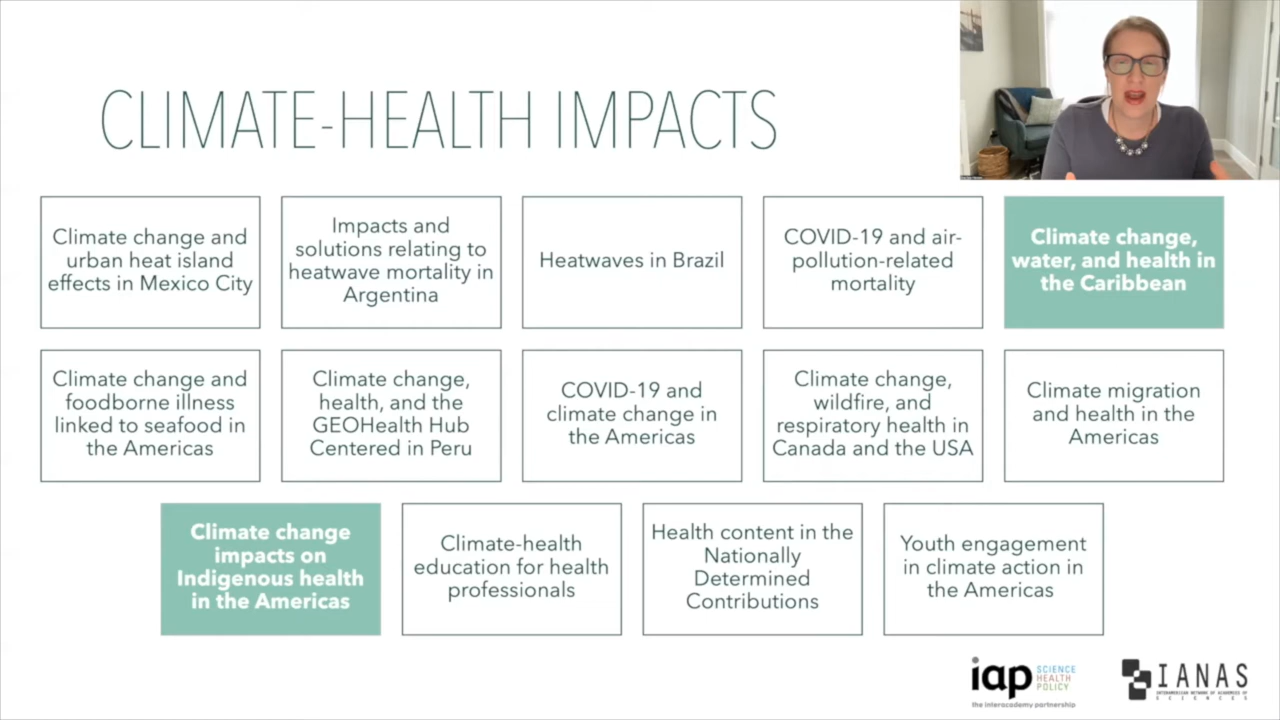 CLIMATE-HEALTH IMPACTS
Climate change and
urban heat island
effects in Mexico City
Impacts and
solutions relating to
heatwave mortality in
Argentina
Heatwaves in Brazil
COVID-19 and air-
pollution-related
mortality
Climate change,
water, and health in
the Caribbean
Climate change and
foodborne illness
linked to seafood in
the Americas
Climate change,
health, and the
GEOHealth Hub
Centered in Peru
COVID-19 and
climate change in
the Americas
Climate change,
wildfire, and
respiratory health in
Canada and the USA
Climate migration
and health in the
Americas
Climate change
impacts on
Indigenous health
in the Americas
Climate-health
education for health
professionals
Health content in the
Nationally
Determined
Contributions
Youth engagement
in climate action in
the Americas
iap
SCIENCE
HEALTH
POLICY
the interacademy partnership
IANAS
INTERAMERICAN NETWORK OF ACADEMIES OF
SCIENCES